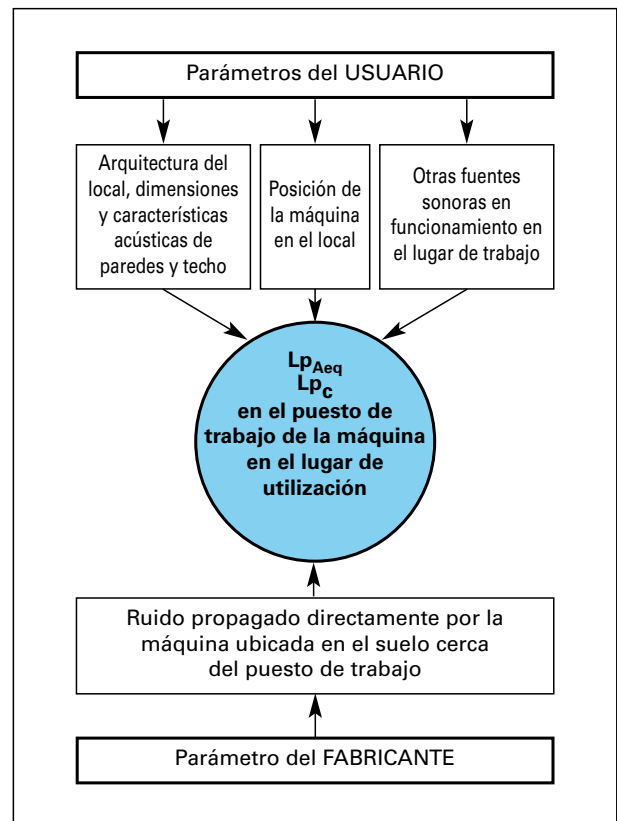 Parámetros del USUARIO
Arquitectura del
local, dimensiones
y características
acústicas de
paredes y techo
Posición de
la máquina
en el local
Otras fuentes
sonoras en
funcionamiento en
el lugar de trabajo
Lp_Aeq
Lp_c
en el puesto de
trabajo de la máquina
en el lugar de
utilización
Ruido propagado directamente por la
máquina ubicada en el suelo cerca
del puesto de trabajo
Parámetro del FABRICANTE